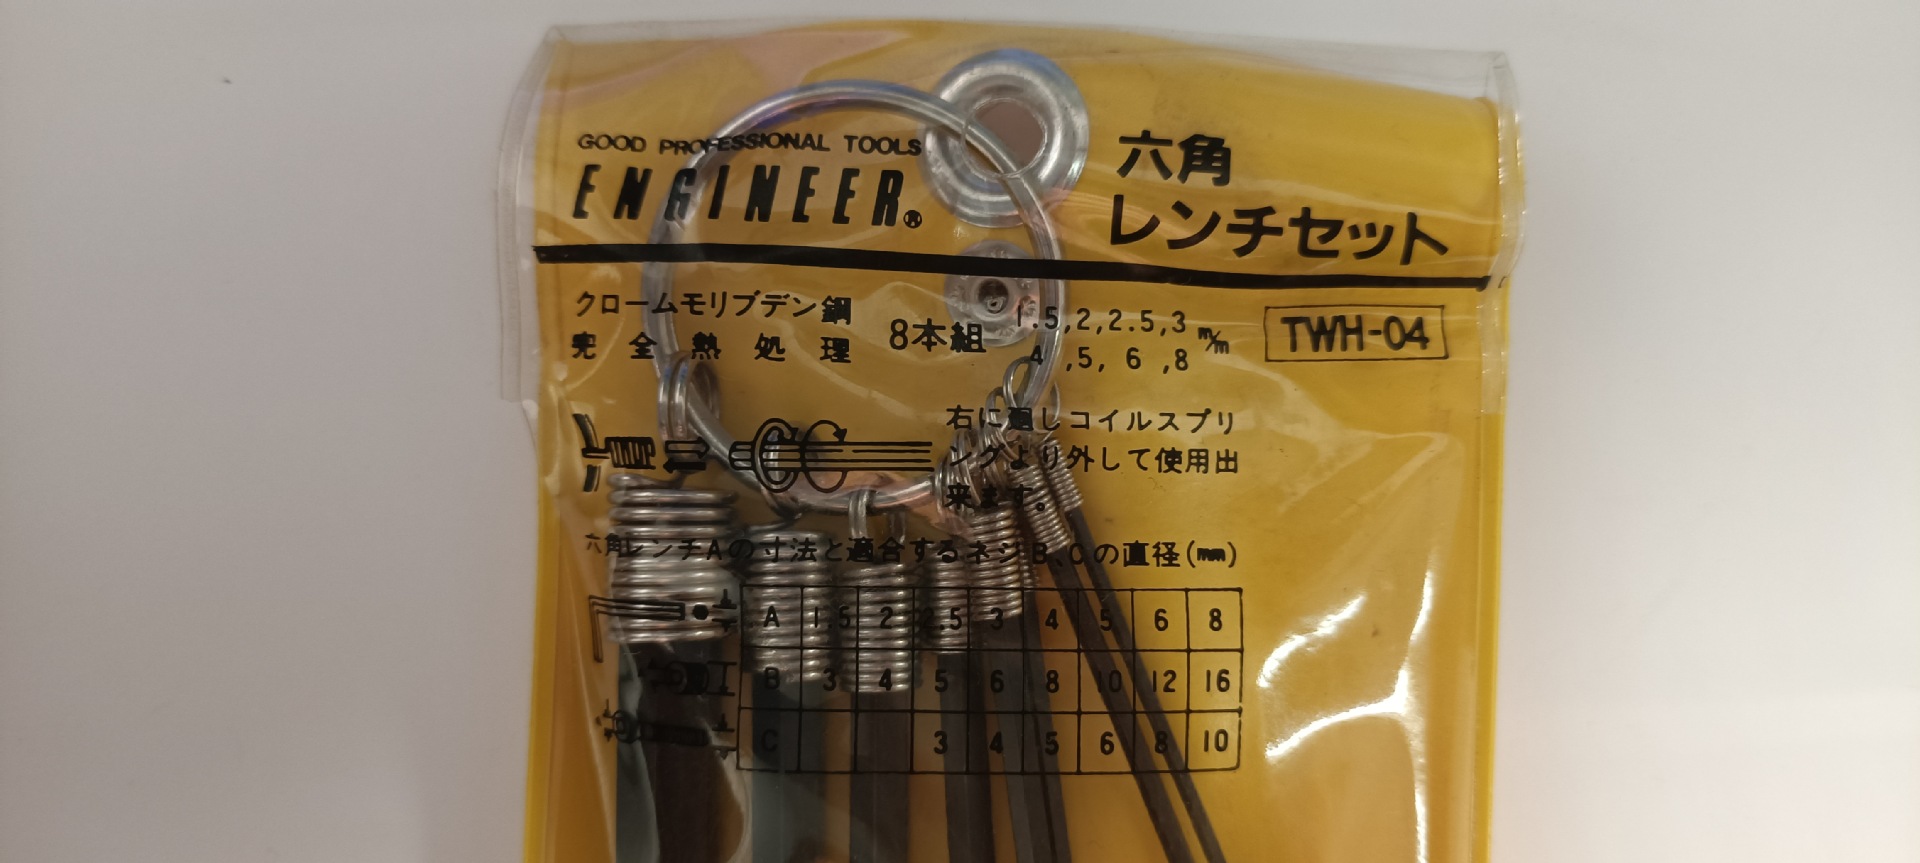 GOOD PROFESSIONAL TOOLS
ENGINEER®
六角
レンチセット
クロームモリブデン鋼
完全熱処理
8本組
1.5,2,2.5,3 m/m
4 ,5, 6 ,8
TWH-04
右に廻しコイルスプリ
ングより外して使用出
来ます。
六角レンチAの寸法と適合するネジB、Cの直径(mm)
A 1.5 2 2.5 3 4 5 6 8
B 3 4 5 6 8 10 12 16
C 3 4 5 6 8 10